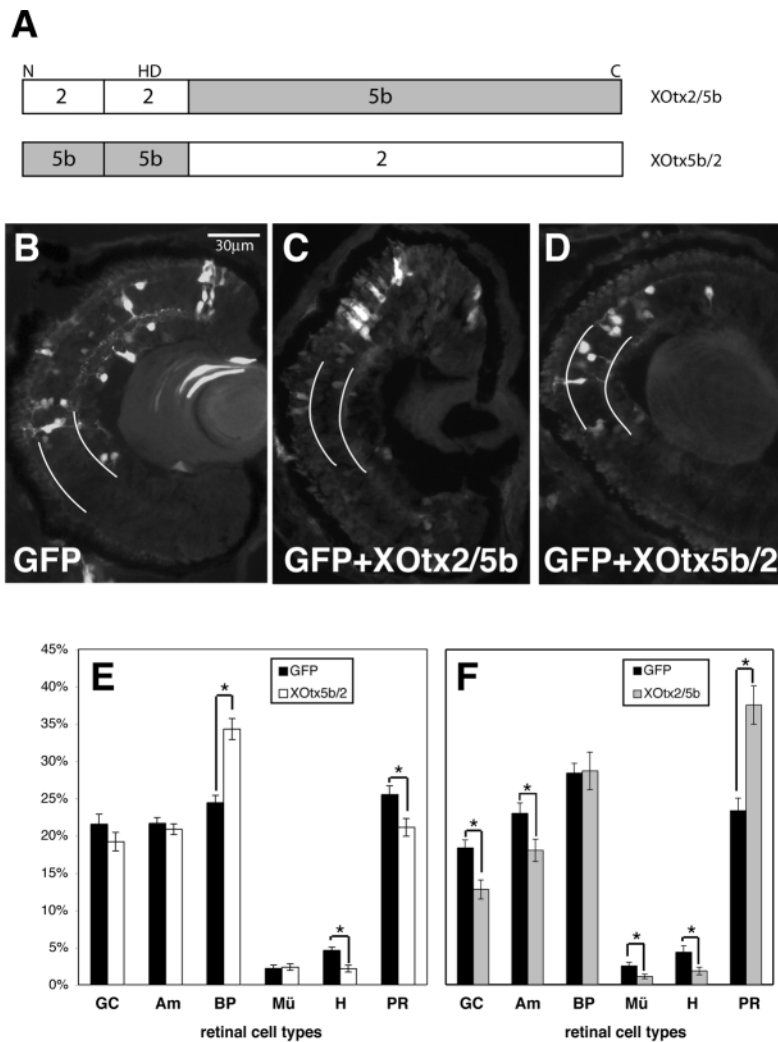 A
N HD C
2 2 5b XOtx2/5b
5b 5b 2 XOtx5b/2
B
30µm
GFP
C
GFP+XOtx2/5b
D
GFP+XOtx5b/2
45%
40%
35%
30%
25%
20%
15%
10%
5%
0%
E
GFP
XOtx5b/2
*
*
*
GC Am BP Mü H PR
retinal cell types
F
GFP
XOtx2/5b
*
*
*
*
*
GC Am BP Mü H PR
retinal cell types